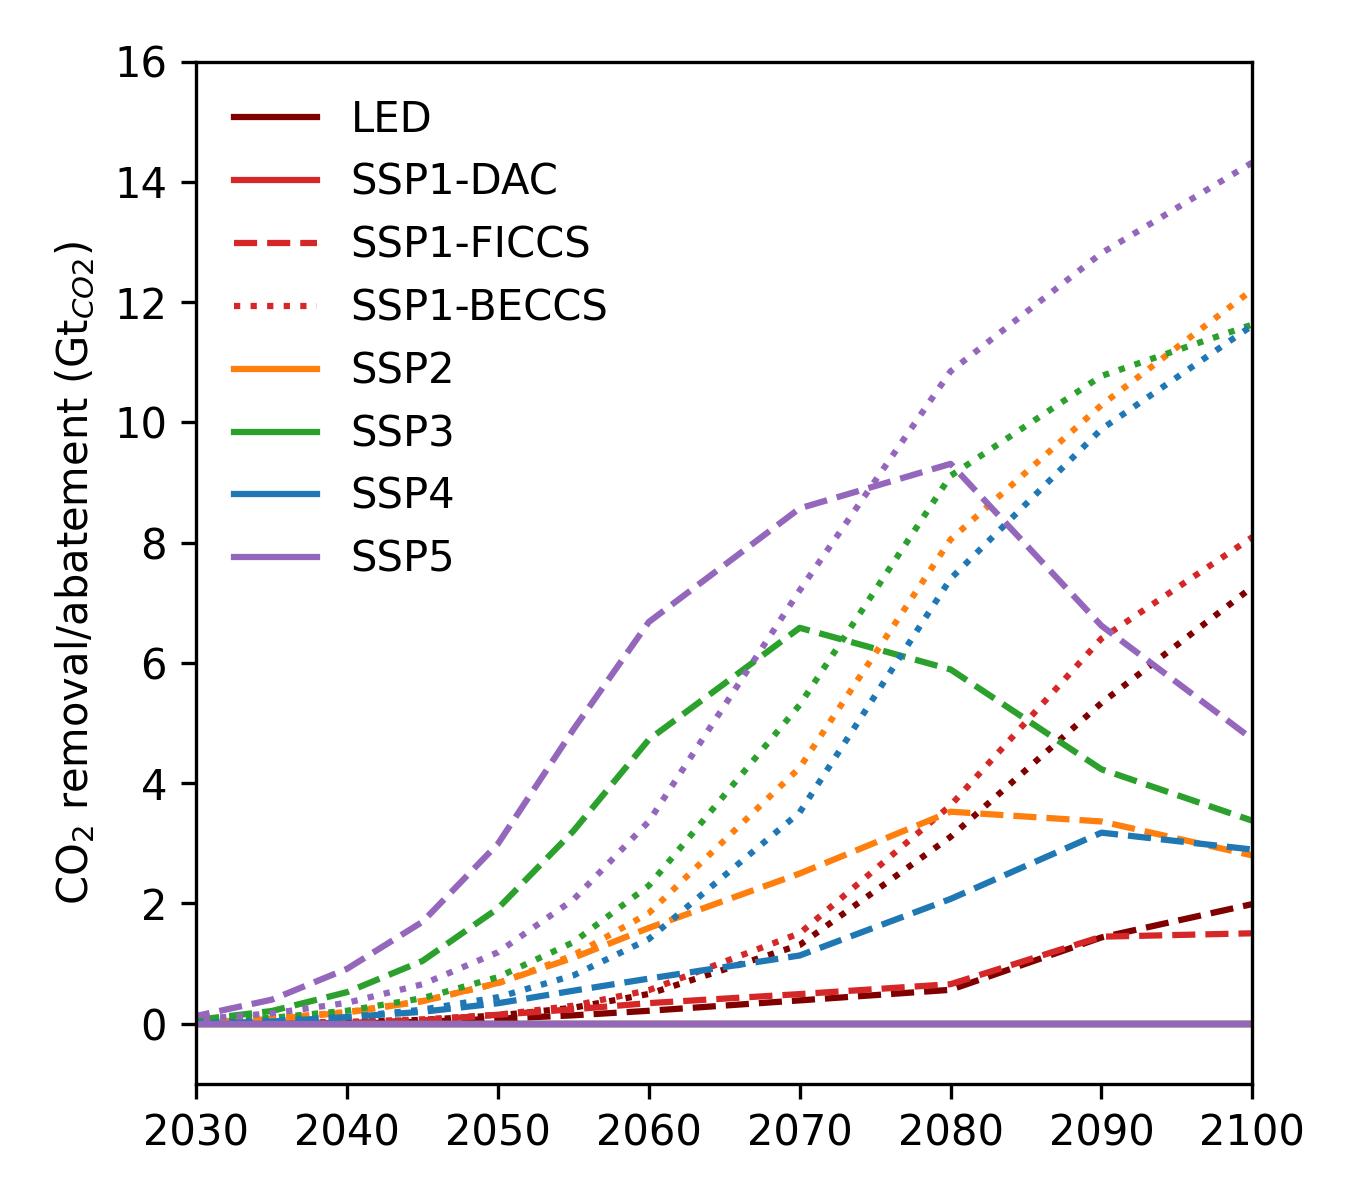 CO₂ removal/abatement (Gt_CO2)
16
14
12
10
8
6
4
2
0
LED
SSP1-DAC
SSP1-FICCS
SSP1-BECCS
SSP2
SSP3
SSP4
SSP5
2030 2040 2050 2060 2070 2080 2090 2100